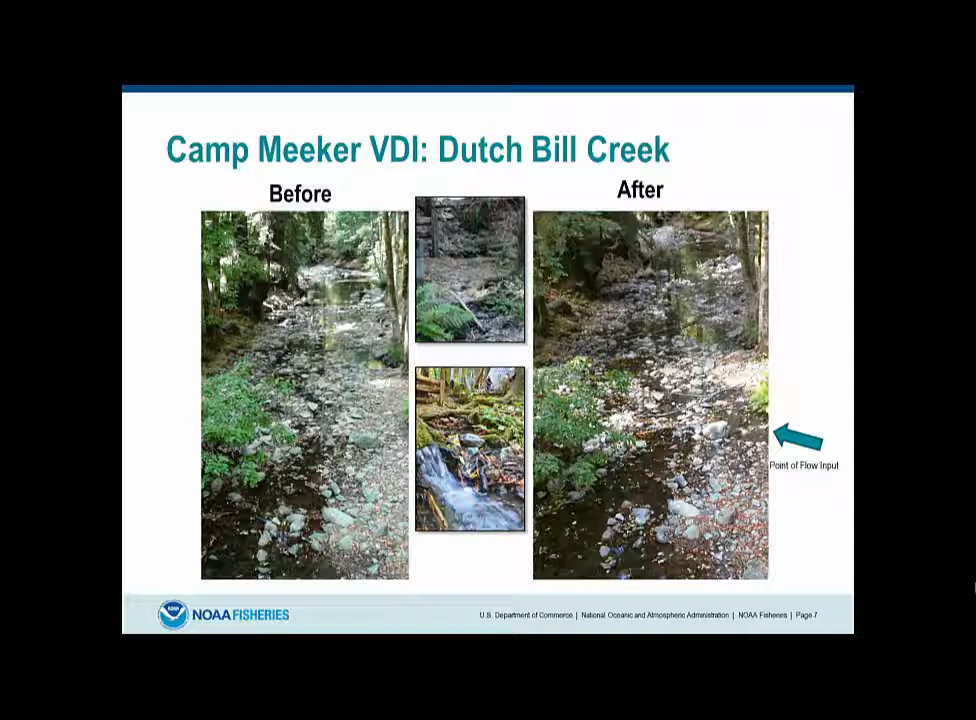 Camp Meeker VDI: Dutch Bill Creek
Before
After
Point of Flow Input
NOAA
NOAA FISHERIES
U.S. Department of Commerce | National Oceanic and Atmospheric Administration | NOAA Fisheries | Page 7